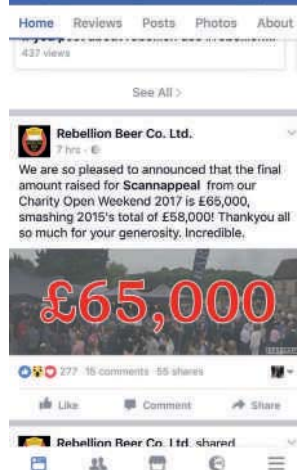 Home Reviews Posts Photos About
437 views
See All >
Rebellion Beer Co. Ltd.
7 hrs ·
We are so pleased to announced that the final
amount raised for Scannappeal from our
Charity Open Weekend 2017 is £65,000,
smashing 2015's total of £58,000! Thankyou all
so much for your generosity. Incredible.
£65,000
277 15 comments 55 shares
Like Comment Share
Rebellion Beer Co. Ltd. shared